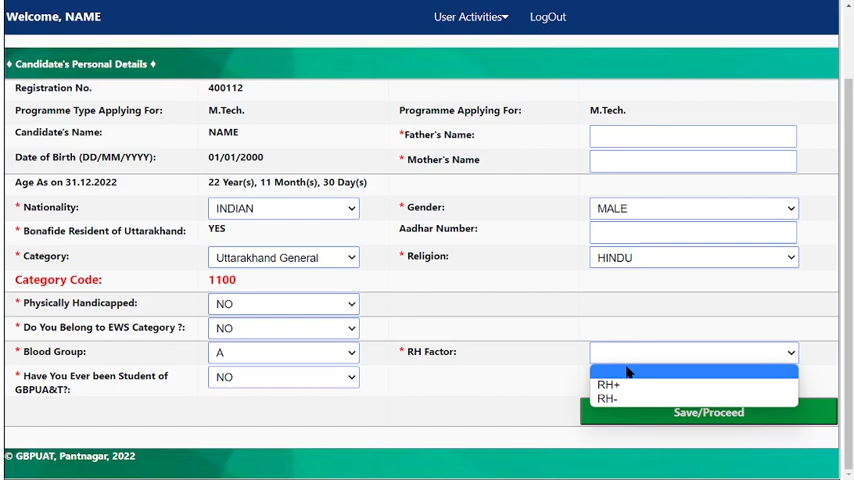 Welcome, NAME
User Activities▾ LogOut
♦ Candidate's Personal Details ♦
Registration No. 400112
Programme Type Applying For: M.Tech. Programme Applying For: M.Tech.
Candidate's Name: NAME *Father's Name:
Date of Birth (DD/MM/YYYY): 01/01/2000 * Mother's Name
Age As on 31.12.2022 22 Year(s), 11 Month(s), 30 Day(s)
* Nationality: INDIAN * Gender: MALE
* Bonafide Resident of Uttarakhand: YES Aadhar Number:
* Category: Uttarakhand General * Religion: HINDU
Category Code: 1100
* Physically Handicapped: NO
* Do You Belong to EWS Category ?: NO
* Blood Group: A * RH Factor:
* Have You Ever been Student of GBPUA&T?: NO
RH+
RH-
Save/Proceed
© GBPUAT, Pantnagar, 2022